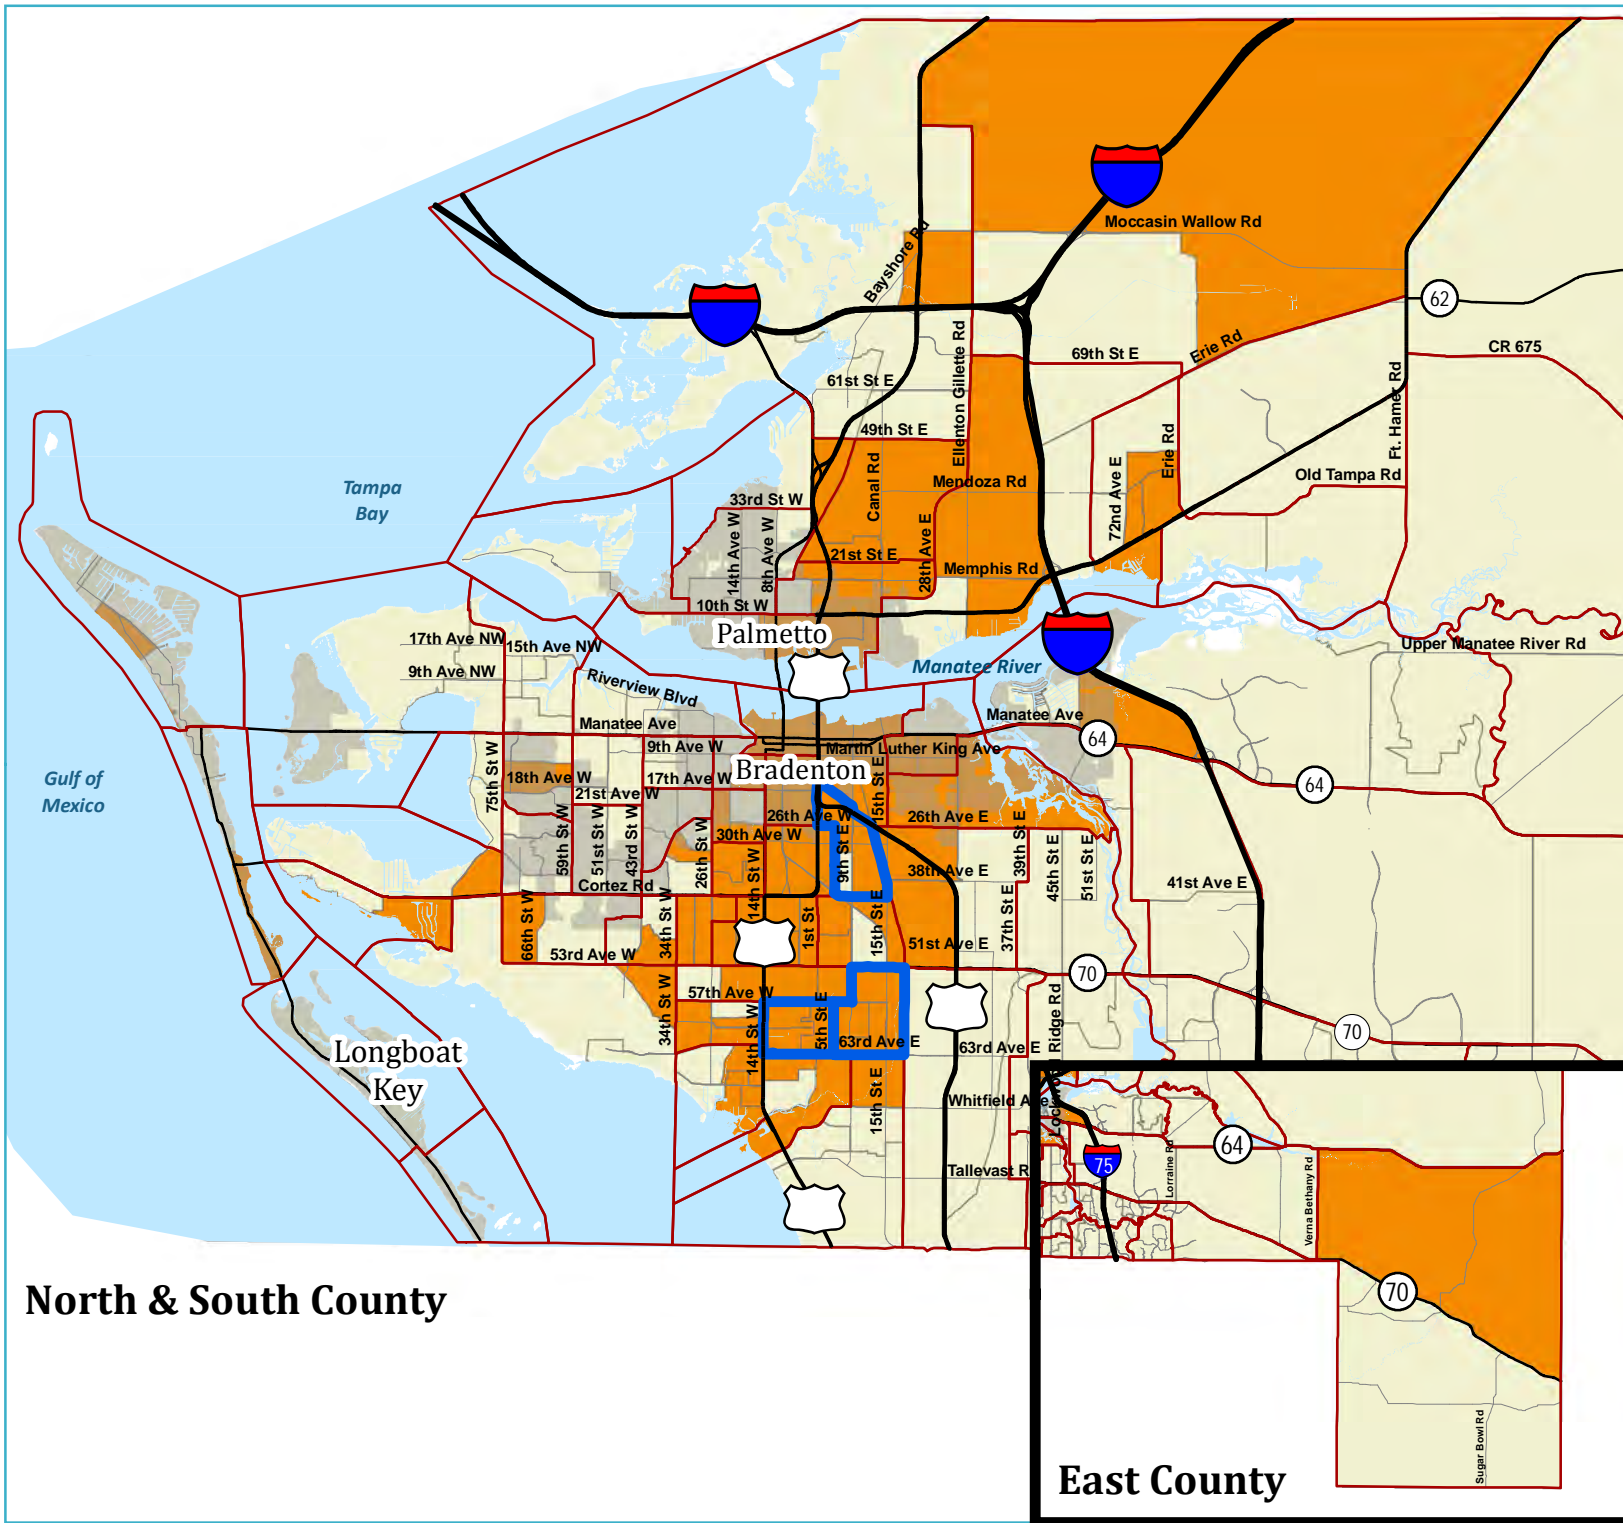 Moccasin Wallow Rd
Bayshore Rd
62
Erie Rd
69th St E
CR 675
Ellenton Gillette Rd
61st St E
Ft. Hamer Rd
49th St E
Erie Rd
72nd Ave E
Old Tampa Rd
Canal Rd
Mendoza Rd
Tampa
Bay
33rd St W
14th Ave W
8th Ave W
21st St E
28th Ave E
Memphis Rd
10th St W
Palmetto
17th Ave NW
15th Ave NW
9th Ave NW
Riverview Blvd
Manatee River
Upper Manatee River Rd
Manatee Ave
Manatee Ave
64
9th Ave W
Martin Luther King Ave
Bradenton
Gulf of
Mexico
75th St W
18th Ave W
17th Ave W
21st Ave W
15th St E
64
26th Ave W
26th Ave E
30th Ave W
59th St W
51st St W
43rd St W
26th St W
14th St W
9th St E
39th St E
45th St E
51st St E
38th Ave E
41st Ave E
Cortez Rd
66th St W
34th St W
14th St W
1st St
15th St E
37th St E
53rd Ave W
51st Ave E
70
34th St W
57th Ave W
14th St W
5th St E
63rd Ave E
63rd Ave E
70
Longboat
Key
15th St E
Whitfield Ave
Ridge Rd
Tallevast R
64
75
Lorraine Rd
Verna Bethany Rd
70
Sugar Bowl Rd
North & South County
East County